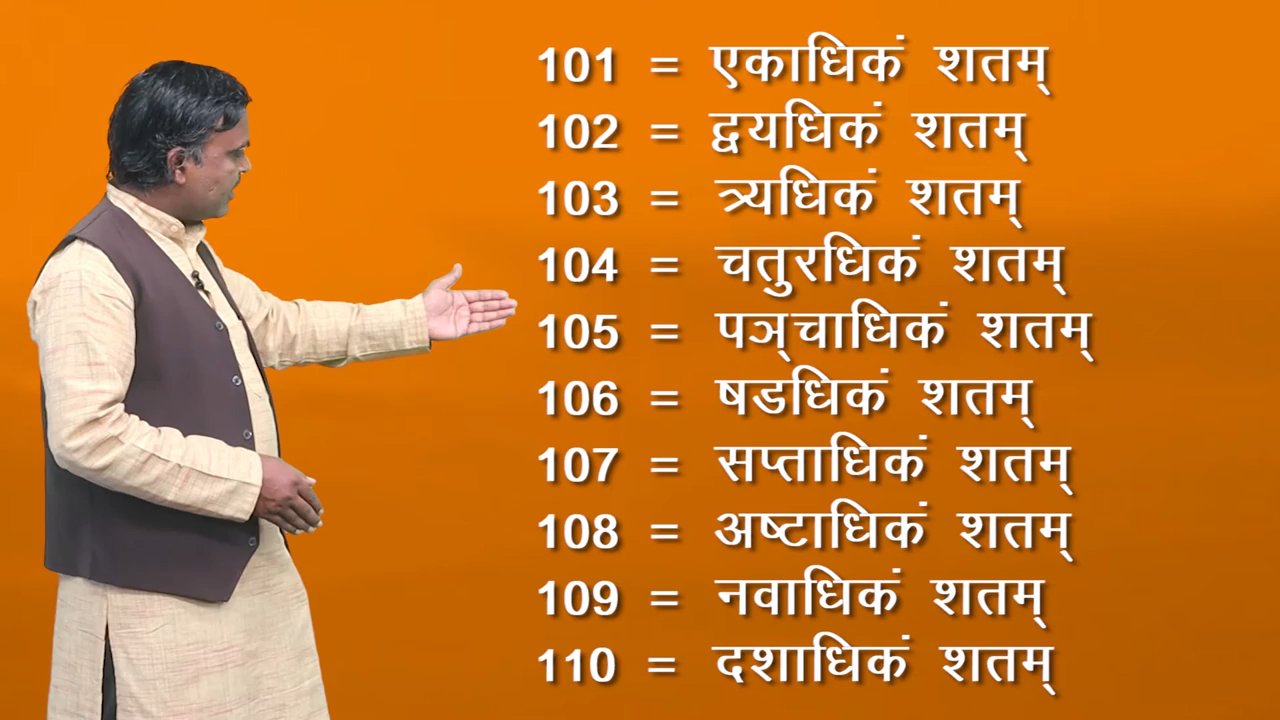 101 = एकाधिकं शतम्
102 = द्वयधिकं शतम्
103 = त्र्यधिकं शतम्
104 = चतुरधिकं शतम्
105 = पञ्चाधिकं शतम्
106 = षडधिकं शतम्
107 = सप्ताधिकं शतम्
108 = अष्टाधिकं शतम्
109 = नवाधिकं शतम्
110 = दशाधिकं शतम्